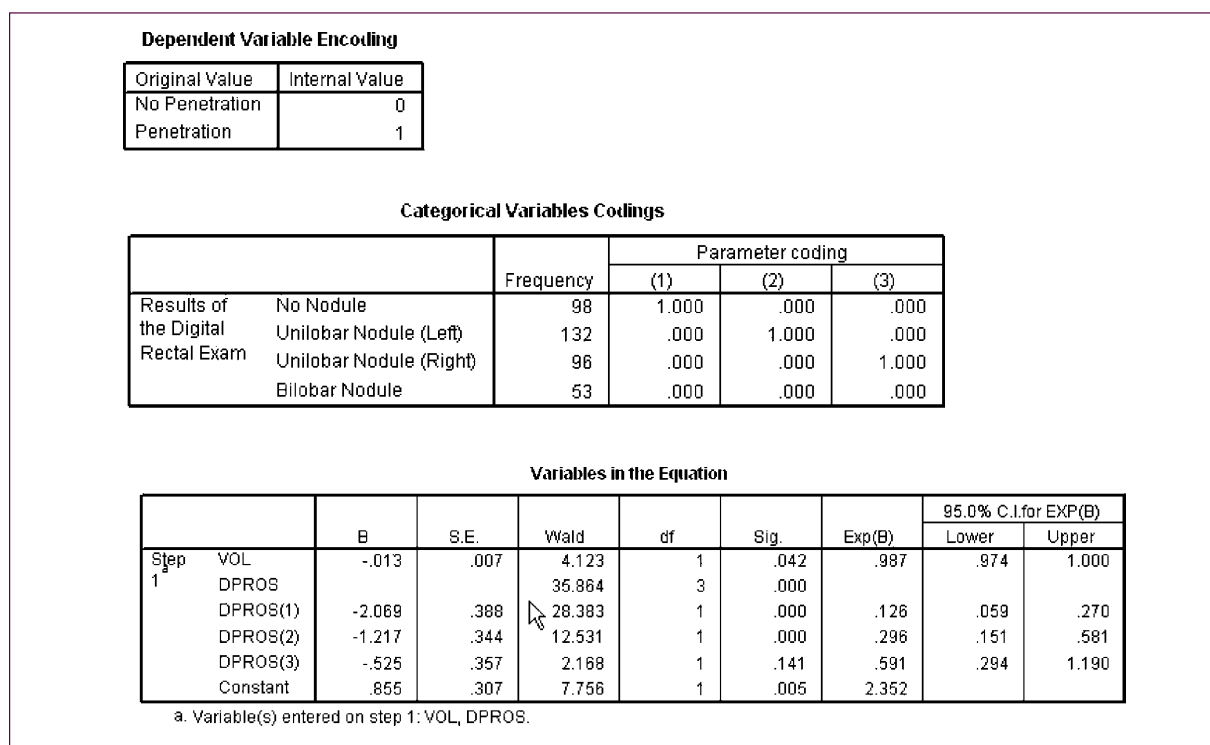 Dependent Variable Encoding
Original Value Internal Value
No Penetration 0
Penetration 1
Categorical Variables Codings
Parameter coding
Frequency (1) (2) (3)
Results of the Digital Rectal Exam No Nodule 98 1.000 .000 .000
Unilobar Nodule (Left) 132 .000 1.000 .000
Unilobar Nodule (Right) 96 .000 .000 1.000
Bilobar Nodule 53 .000 .000 .000
Variables in the Equation
95.0% C.I.for EXP(B)
B S.E. Wald df Sig. Exp(B) Lower Upper
Step 1a VOL -.013 .007 4.123 1 .042 .987 .974 1.000
DPROS 35.864 3 .000
DPROS(1) -2.069 .388 28.383 1 .000 .126 .059 .270
DPROS(2) -1.217 .344 12.531 1 .000 .296 .151 .581
DPROS(3) -.525 .357 2.168 1 .141 .591 .294 1.190
Constant .855 .307 7.756 1 .005 2.352
a. Variable(s) entered on step 1: VOL, DPROS.